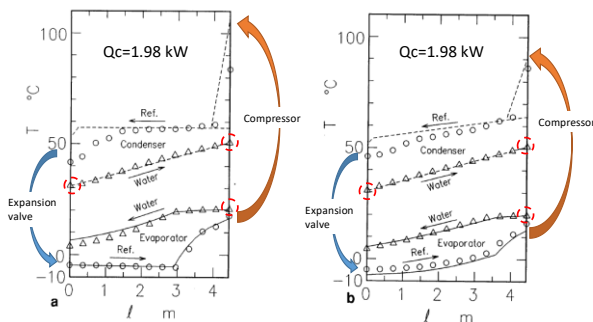 100
Qc=1.98 kW
°C
T
Ref.
50
Condenser
Water
Water
Evaporator
Ref.
0
-10
0
1
2
3
4
a
l
m
Compressor
Expansion
valve
100
Qc=1.98 kW
°C
T
Ref.
50
Condenser
Water
Water
Evaporator
Ref.
0
-10
0
1
2
3
4
b
l
m
Compressor
Expansion
valve